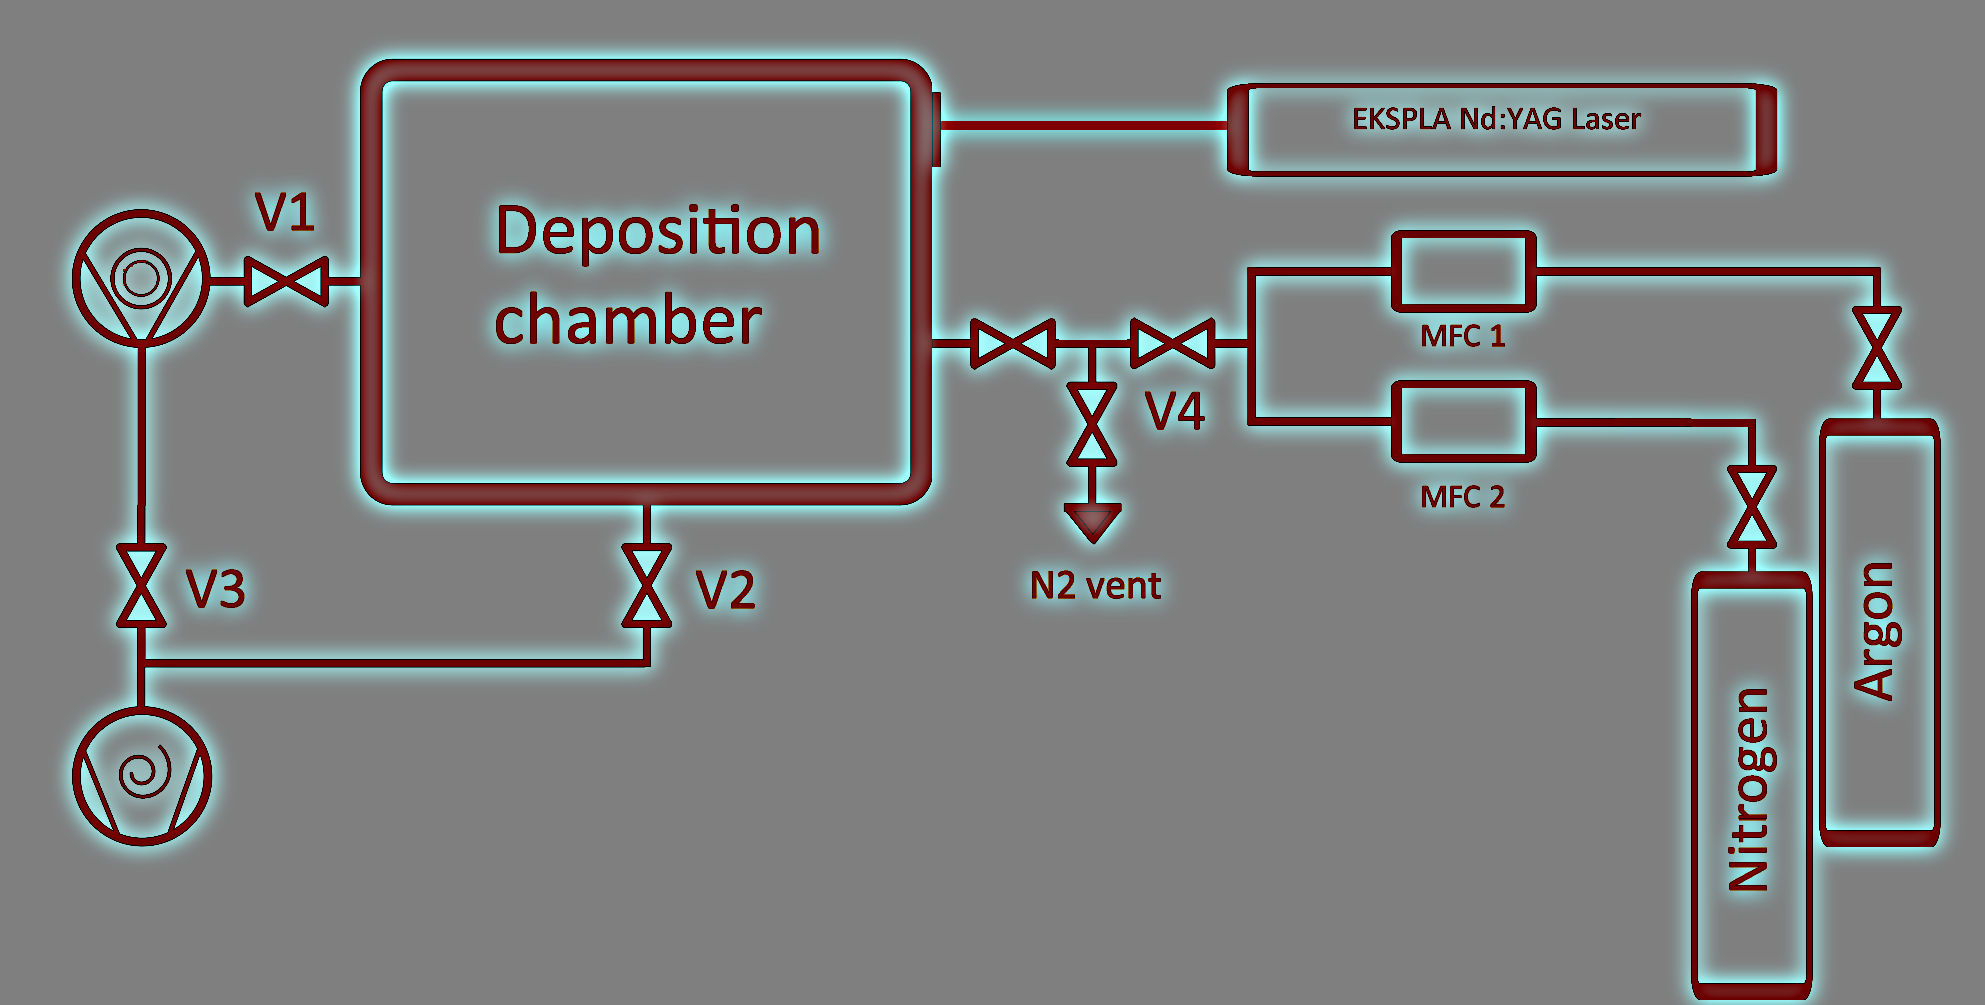 EKSPLA Nd:YAG Laser
V1
Deposition
chamber
MFC 1
V4
MFC 2
V3
V2
N2 vent
Argon
Nitrogen